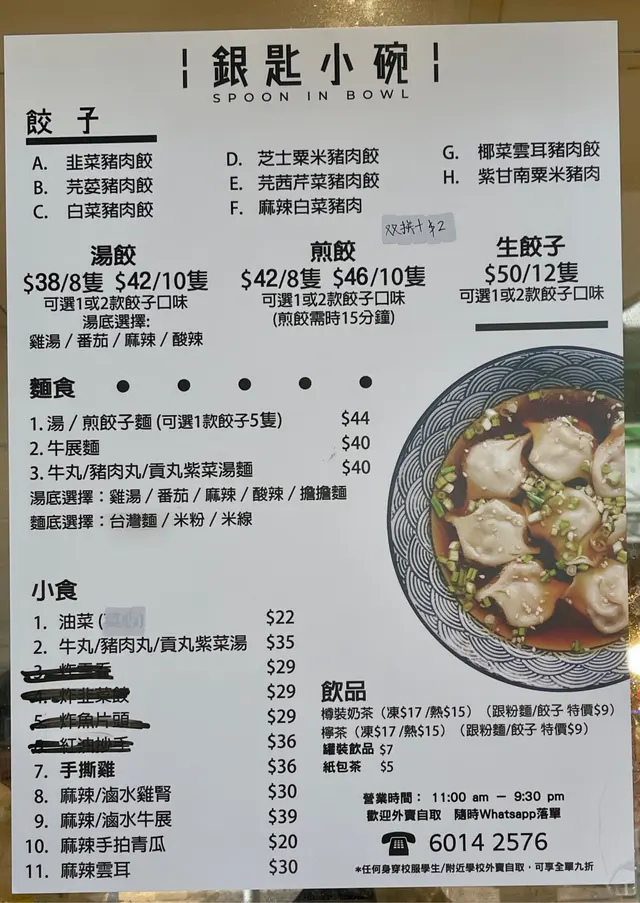 銀匙小碗
SPOON IN BOWL
餃 子
A. 韭菜豬肉餃
B. 芫荽豬肉餃
C. 白菜豬肉餃
D. 芝士粟米豬肉餃
E. 芫茜芹菜豬肉餃
F. 麻辣白菜豬肉
G. 椰菜雲耳豬肉餃
H. 紫甘南粟米豬肉
双拼+$2
湯餃
$38/8隻 $42/10隻
可選1或2款餃子口味
湯底選擇:
雞湯 / 番茄 / 麻辣 / 酸辣
煎餃
$42/8隻 $46/10隻
可選1或2款餃子口味
(煎餃需時15分鐘)
生餃子
$50/12隻
可選1或2款餃子口味
麵食
1. 湯 / 煎餃子麵 (可選1款餃子5隻) $44
2. 牛展麵 $40
3. 牛丸/豬肉丸/貢丸紫菜湯麵 $40
湯底選擇：雞湯 / 番茄 / 麻辣 / 酸辣 / 擔擔麵
麵底選擇：台灣麵 / 米粉 / 米線
小食
1. 油菜 ( $22
2. 牛丸/豬肉丸/貢丸紫菜湯 $35
$29
4. 炸韭菜餃 $29
5. 炸魚片頭 $29
6. 紅油抄手 $36
7. 手撕雞 $36
8. 麻辣/滷水雞腎 $30
9. 麻辣/滷水牛展 $39
10. 麻辣手拍青瓜 $20
11. 麻辣雲耳 $30
飲品
樽裝奶茶（凍$17 /熱$15）（跟粉麵/餃子 特價$9）
檸茶（凍$17 /熱$15）（跟粉麵/餃子 特價$9）
罐裝飲品 $7
紙包茶 $5
營業時間： 11:00 am － 9:30 pm
歡迎外賣自取 隨時Whatsapp落單
6014 2576
*任何身穿校服學生/附近學校外賣自取，可享全單九折